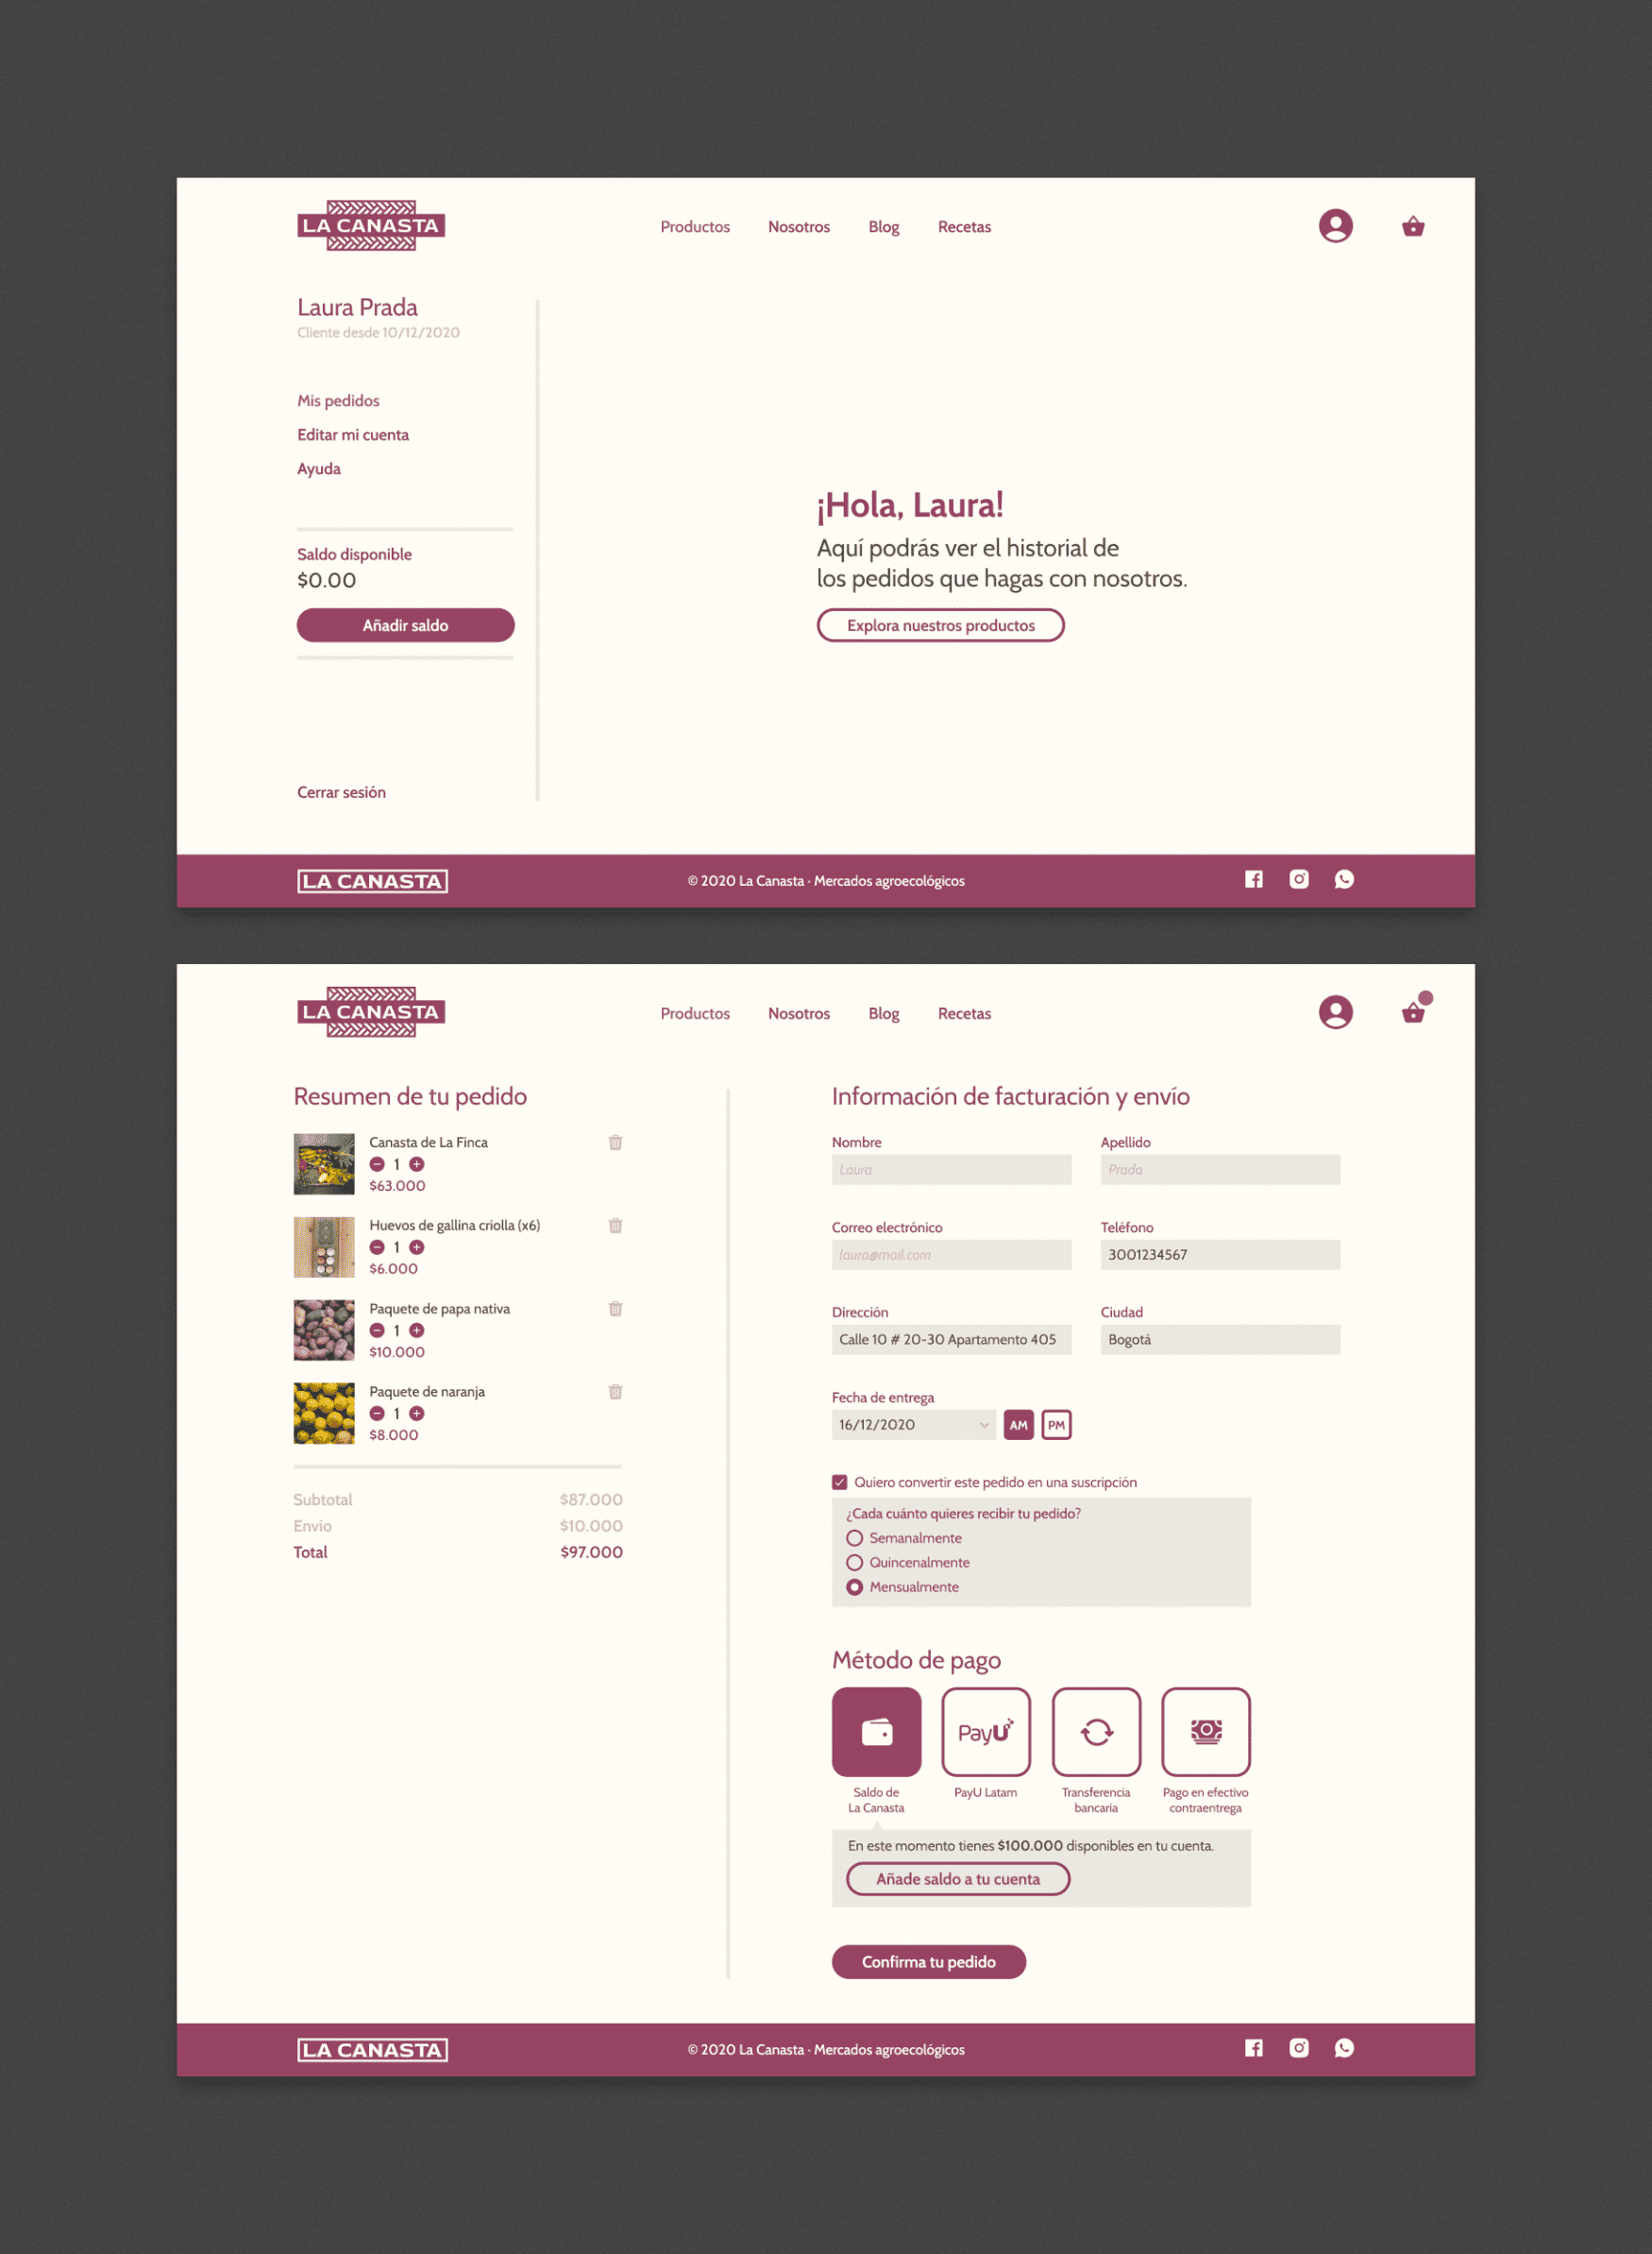 LA CANASTA
Productos
Nosotros
Blog
Recetas
Laura Prada
Cliente desde 10/12/2020
Mis pedidos
Editar mi cuenta
Ayuda
Saldo disponible
$0.00
Añadir saldo
Cerrar sesión
¡Hola, Laura!
Aquí podrás ver el historial de
los pedidos que hagas con nosotros.
Explora nuestros productos
LA CANASTA
© 2020 La Canasta · Mercados agroecológicos
LA CANASTA
Productos
Nosotros
Blog
Recetas
Resumen de tu pedido
Canasta de La Finca
1
$63.000
Huevos de gallina criolla (x6)
1
$6.000
Paquete de papa nativa
1
$10.000
Paquete de naranja
1
$8.000
Subtotal $87.000
Envío $10.000
Total $97.000
Información de facturación y envío
Nombre
Laura
Apellido
Prada
Correo electrónico
laura@mail.com
Teléfono
3001234567
Dirección
Calle 10 # 20-30 Apartamento 405
Ciudad
Bogotá
Fecha de entrega
16/12/2020
AM
PM
Quiero convertir este pedido en una suscripción
¿Cada cuánto quieres recibir tu pedido?
Semanalmente
Quincenalmente
Mensualmente
Método de pago
PayU
Saldo de
La Canasta
PayU Latam
Transferencia
bancaria
Pago en efectivo
contraentrega
En este momento tienes $100.000 disponibles en tu cuenta.
Añade saldo a tu cuenta
Confirma tu pedido
LA CANASTA
© 2020 La Canasta · Mercados agroecológicos